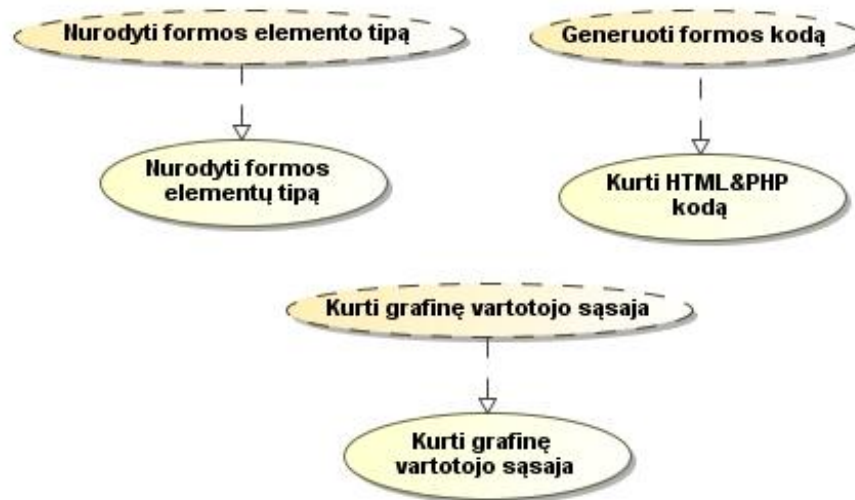 Nurodyti formos elemento tipą
Generuoti formos kodą
Nurodyti formos
elementų tipą
Kurti HTML&PHP
kodą
Kurti grafinę vartotojo sąsaja
Kurti grafinę
vartotojo sąsaja